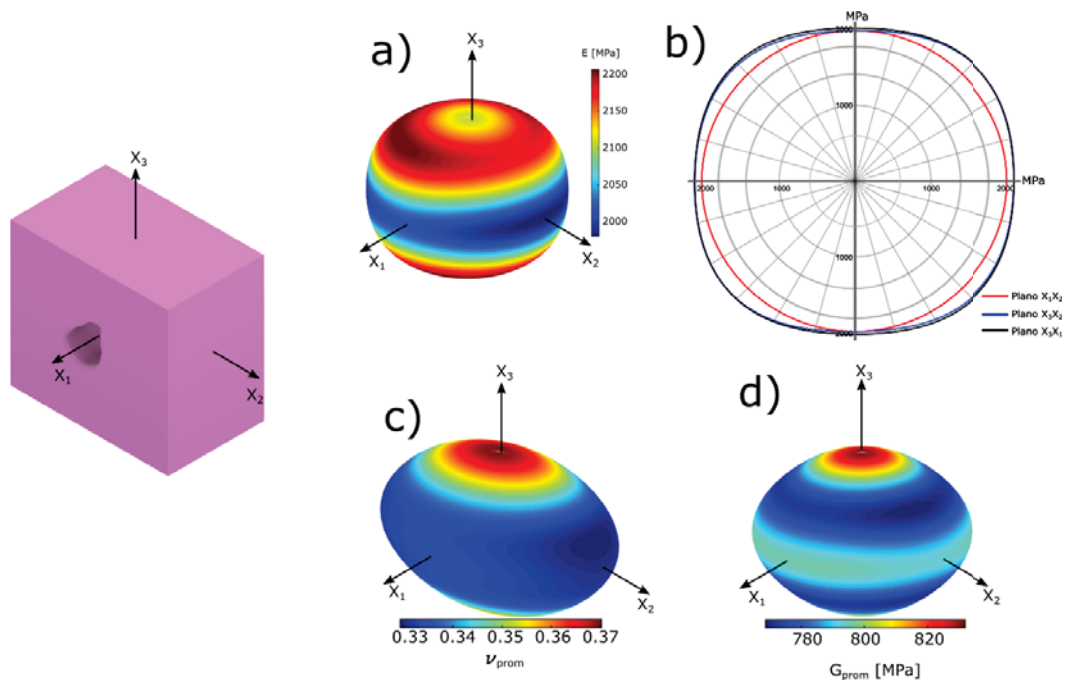 X₃
X₁
X₂
a)
X₃
E [MPa]
2200
2150
2100
2050
2000
X₁
X₂
b)
MPa
2000
1000
2000
1000
1000
2000
MPa
1000
2000
Plano X₁X₂
Plano X₃X₂
Plano X₃X₁
c)
X₃
X₁
X₂
0.33
0.34
0.35
0.36
0.37
ν prom
d)
X₃
X₁
X₂
780
800
820
G prom [MPa]